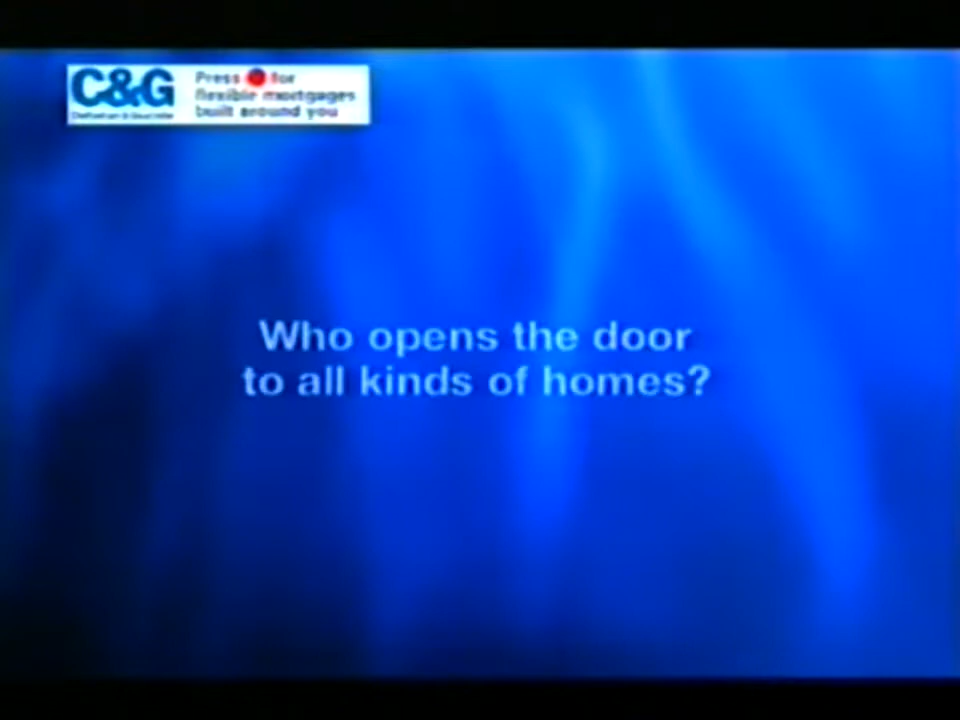 C&G
Press for
flexible mortgages
built around you
Who opens the door
to all kinds of homes?